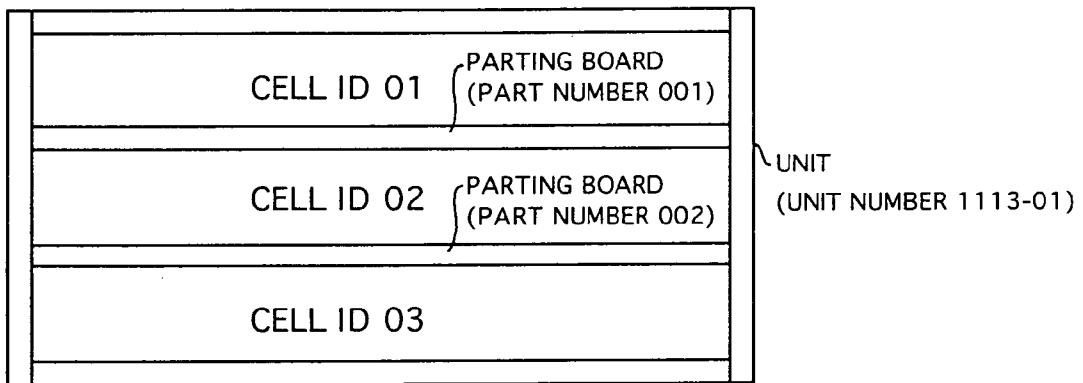 CELL ID 01
PARTING BOARD
(PART NUMBER 001)
CELL ID 02
PARTING BOARD
(PART NUMBER 002)
UNIT
(UNIT NUMBER 1113-01)
CELL ID 03